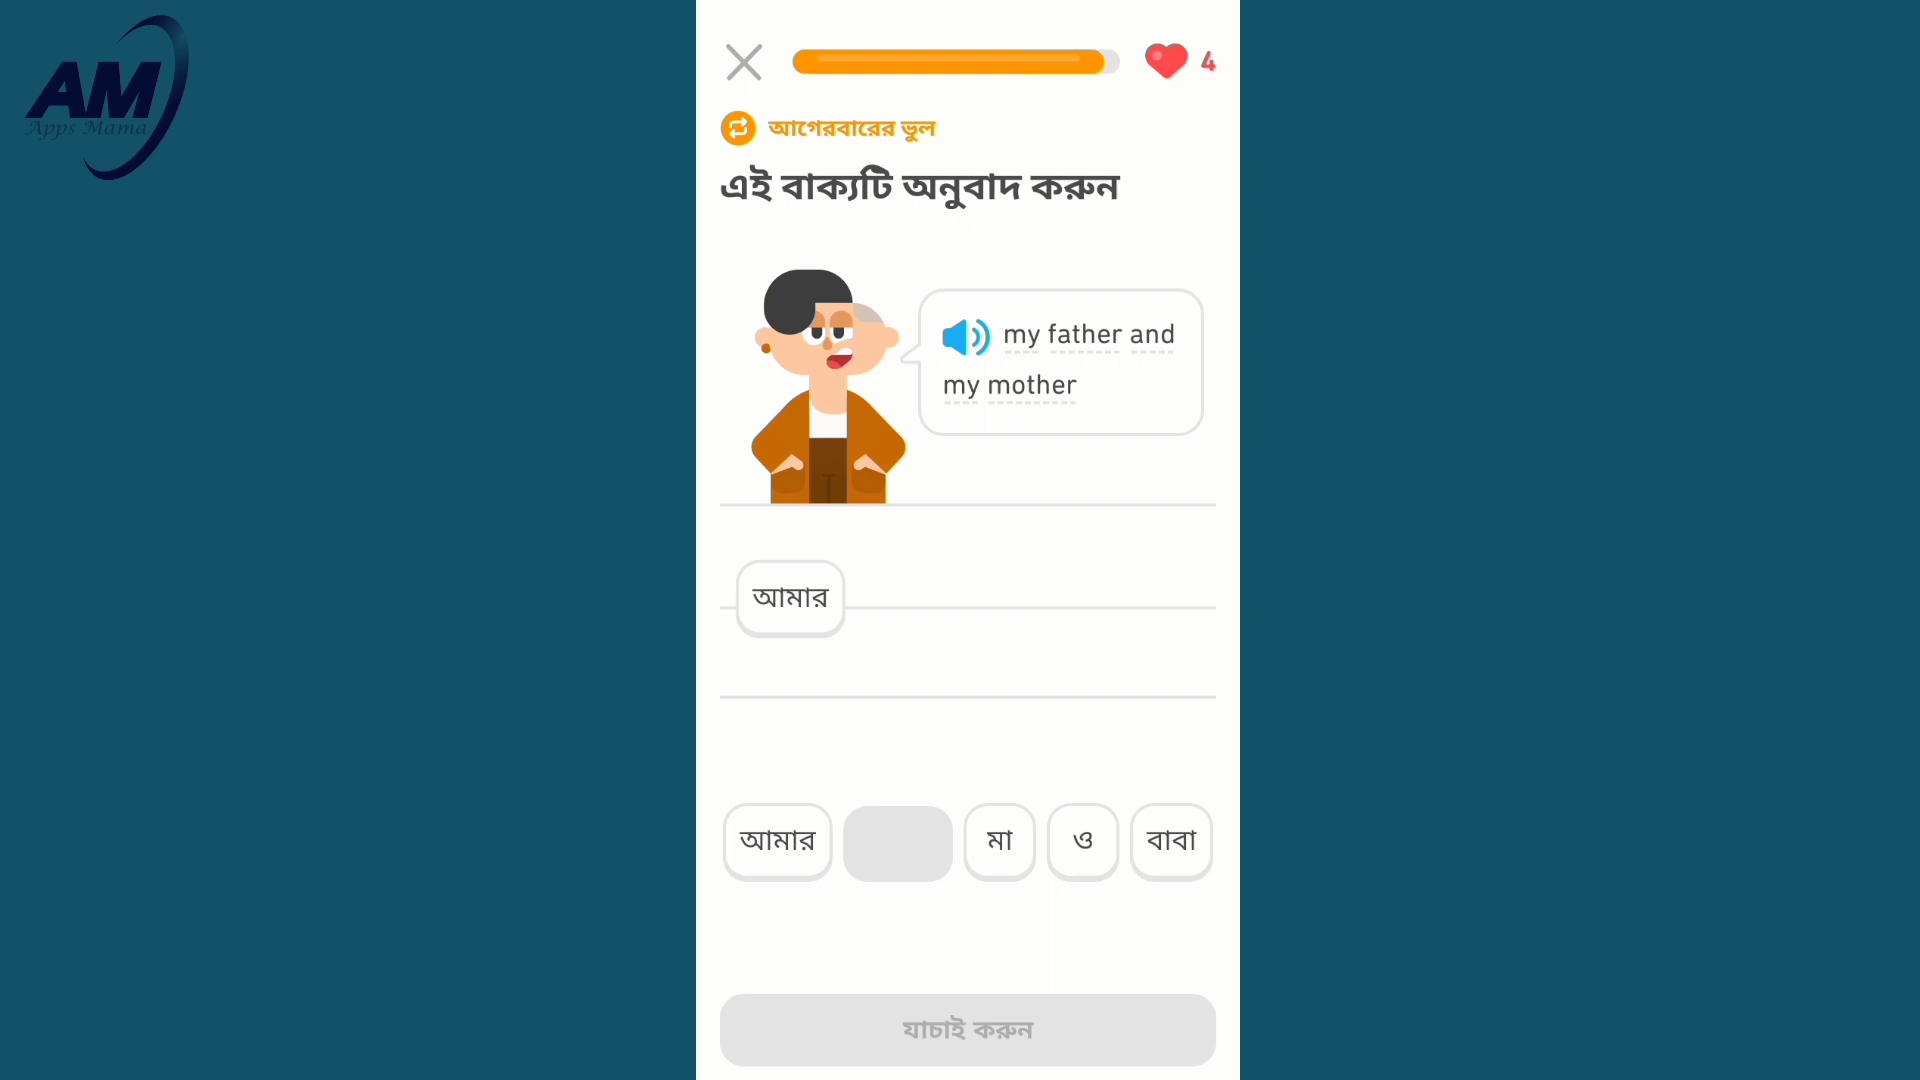 AM
Apps Mama
4
আগেরবারের ভুল
এই বাক্যটি অনুবাদ করুন
my father and
my mother
আমার
আমার মা ও বাবা
যাচাই করুন